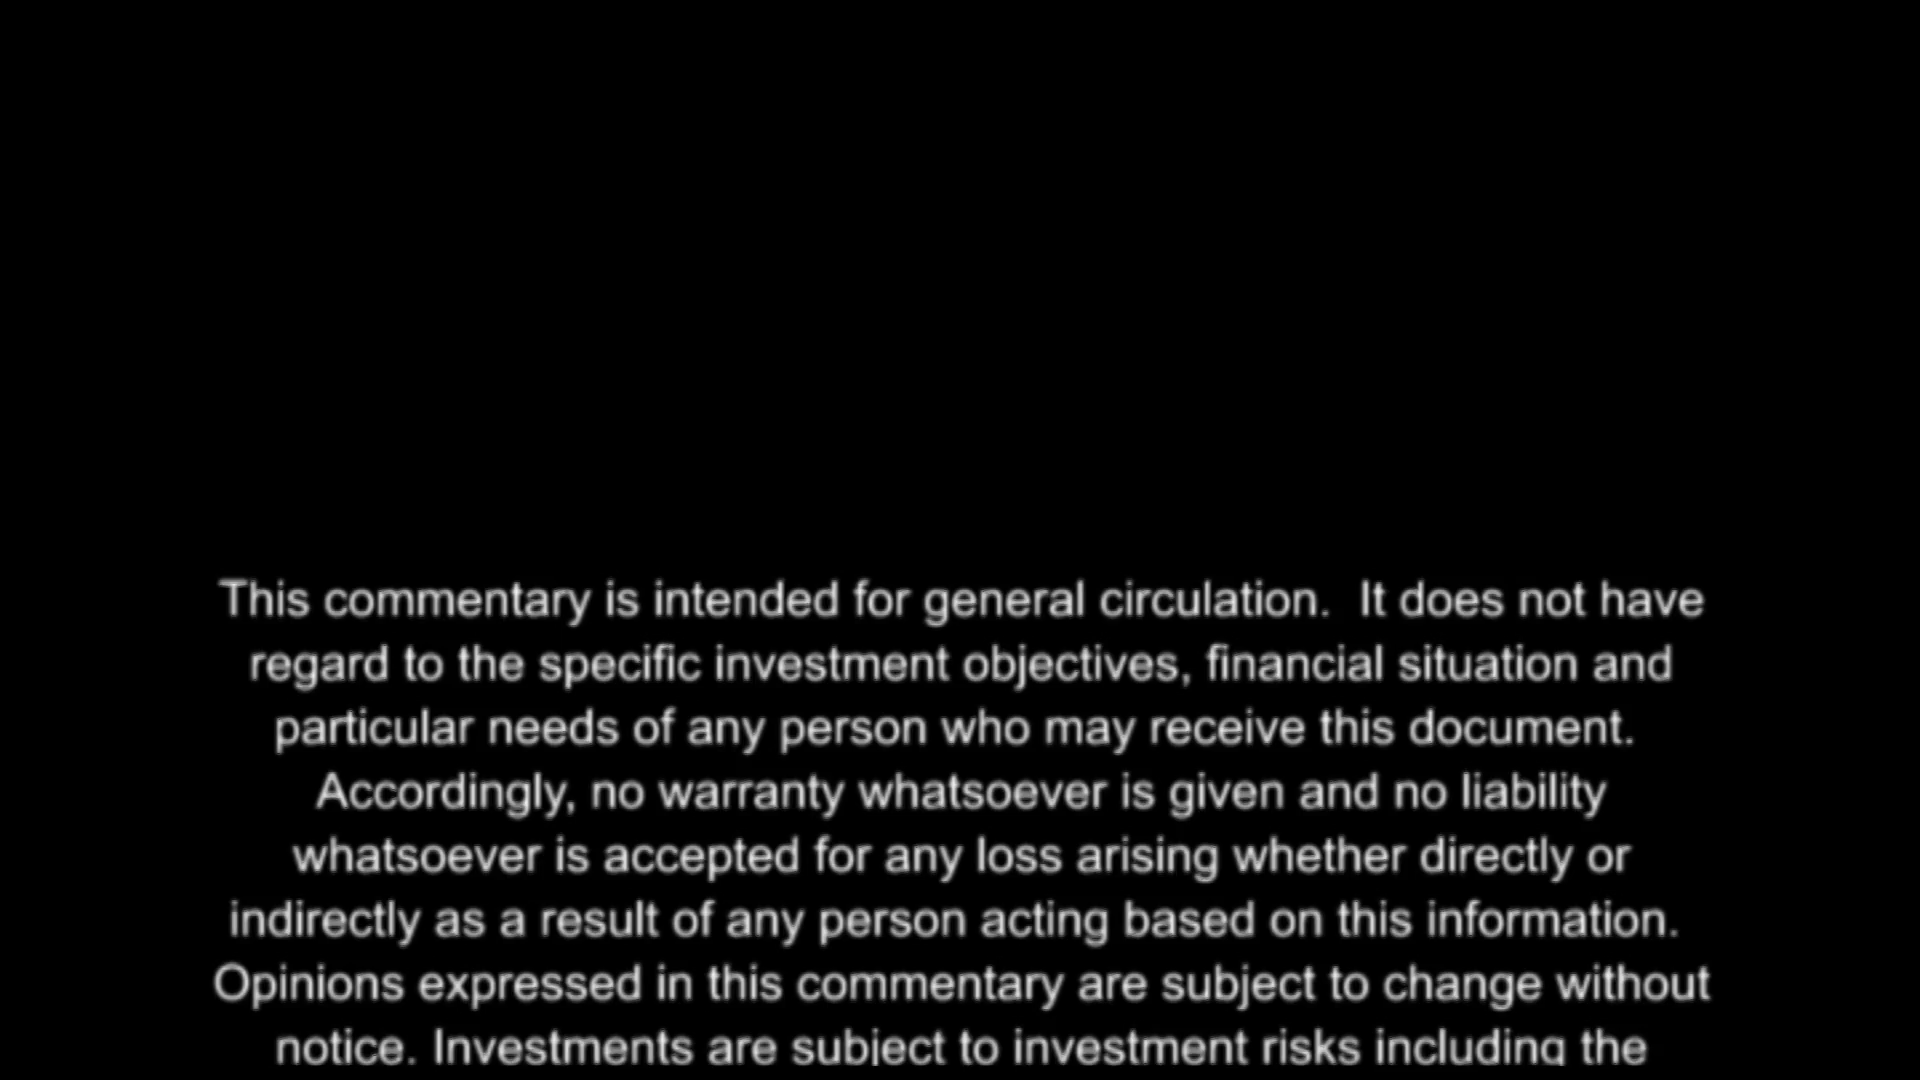 This commentary is intended for general circulation.  It does not have
regard to the specific investment objectives, financial situation and
particular needs of any person who may receive this document.
Accordingly, no warranty whatsoever is given and no liability
whatsoever is accepted for any loss arising whether directly or
indirectly as a result of any person acting based on this information.
Opinions expressed in this commentary are subject to change without
notice. Investments are subject to investment risks including the